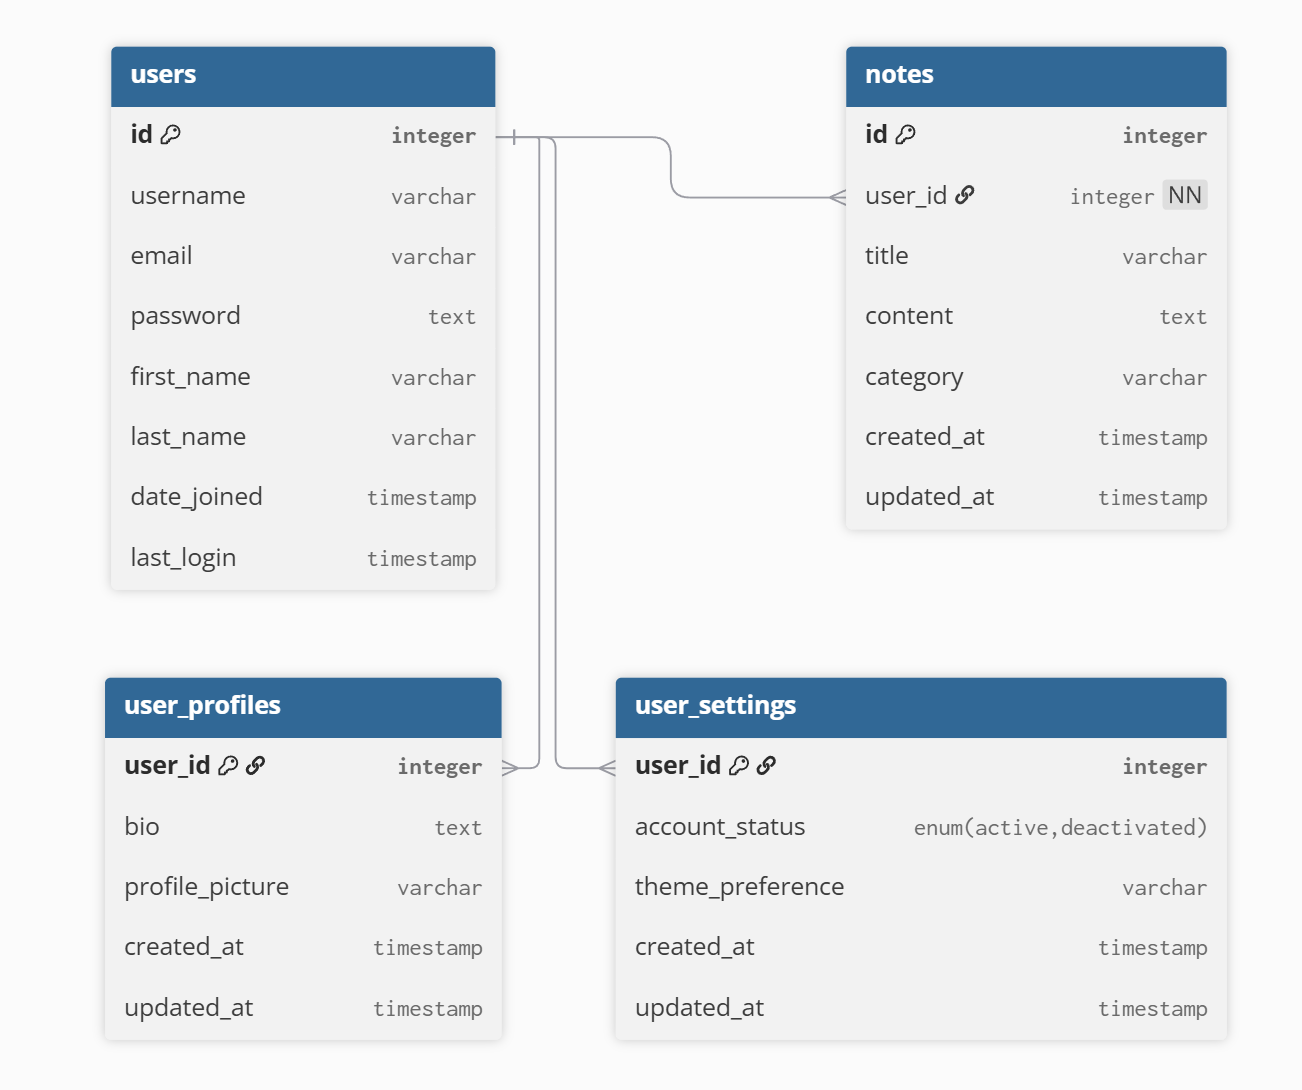 users
id integer
username varchar
email varchar
password text
first_name varchar
last_name varchar
date_joined timestamp
last_login timestamp
notes
id integer
user_id integer NN
title varchar
content text
category varchar
created_at timestamp
updated_at timestamp
user_profiles
user_id integer
bio text
profile_picture varchar
created_at timestamp
updated_at timestamp
user_settings
user_id integer
account_status enum(active,deactivated)
theme_preference varchar
created_at timestamp
updated_at timestamp